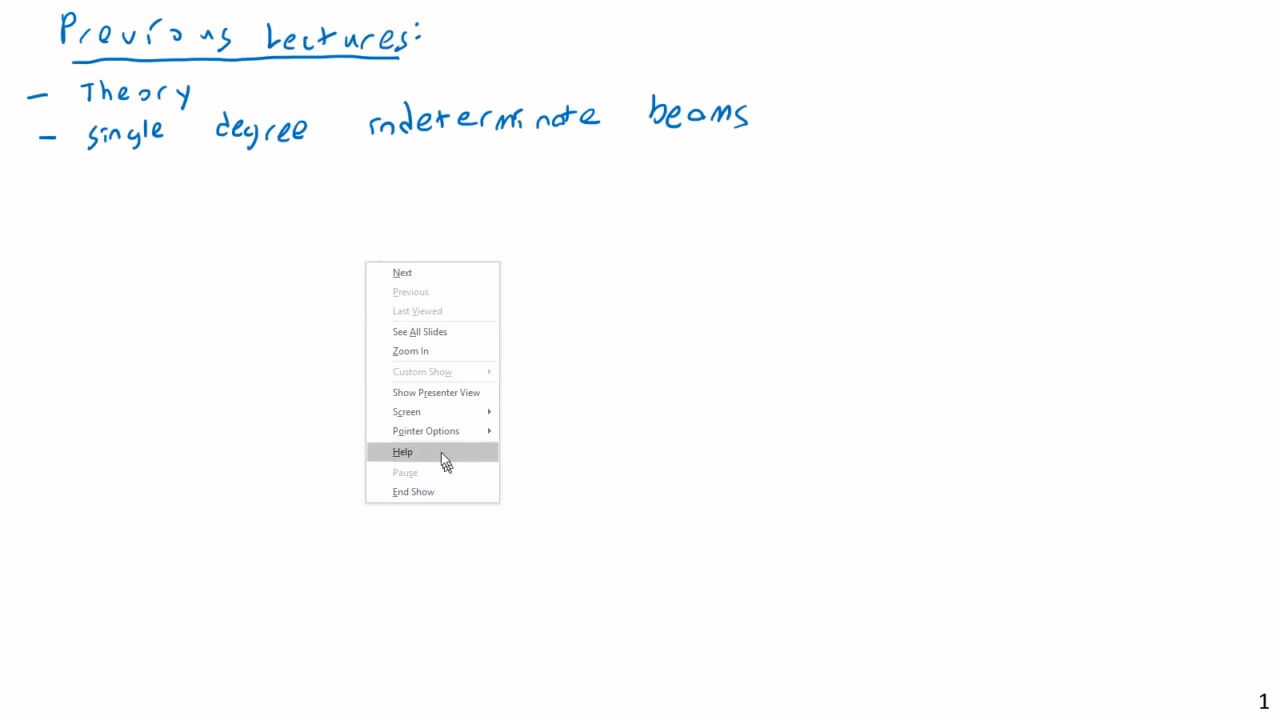 Previous Lectures:
- Theory
- single degree indeterminate beams
Next
Previous
Last Viewed
See All Slides
Zoom In
Custom Show
Show Presenter View
Screen
Pointer Options
Help
Pause
End Show
1